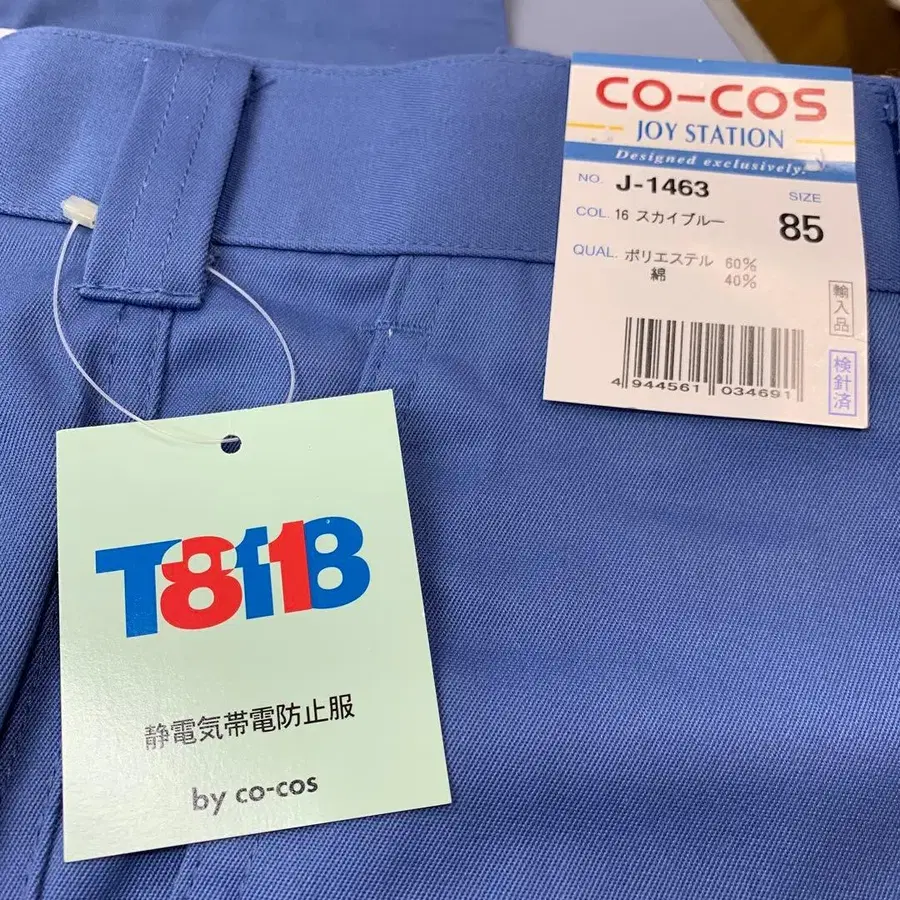 CO-COS
JOY STATION
Designed exclusively.
NO. J-1463
SIZE
85
COL. 16 スカイブルー
QUAL. ポリエステル 60%
綿 40%
輸入品
検針済
4 944561 034691
T8118
静電気帯電防止服
by co-cos